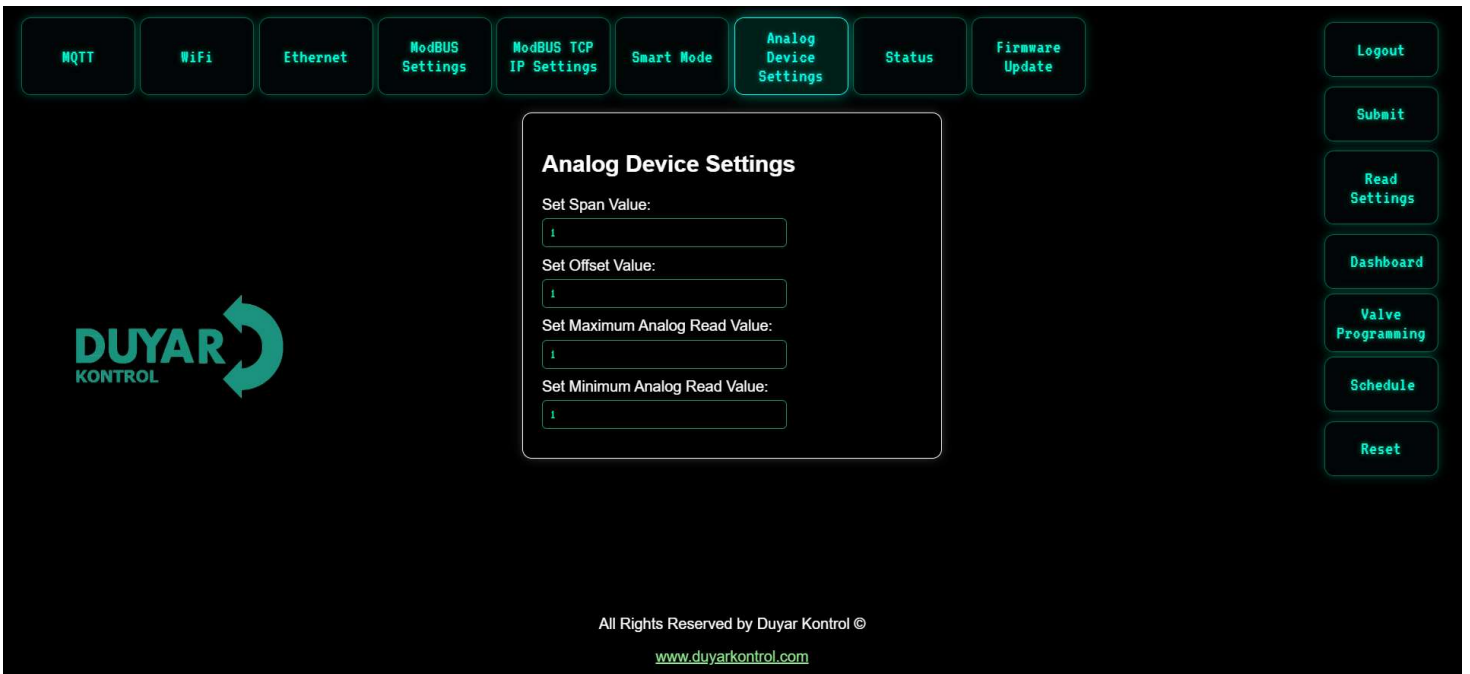 MQTT
WiFi
Ethernet
ModBUS
Settings
ModBUS TCP
IP Settings
Smart Mode
Analog
Device
Settings
Status
Firmware
Update
Logout
Submit
Read
Settings
Dashboard
Valve
Programming
Schedule
Reset
DUYAR
KONTROL
Analog Device Settings
Set Span Value:
1
Set Offset Value:
1
Set Maximum Analog Read Value:
1
Set Minimum Analog Read Value:
1
All Rights Reserved by Duyar Kontrol ©
www.duyarkontrol.com